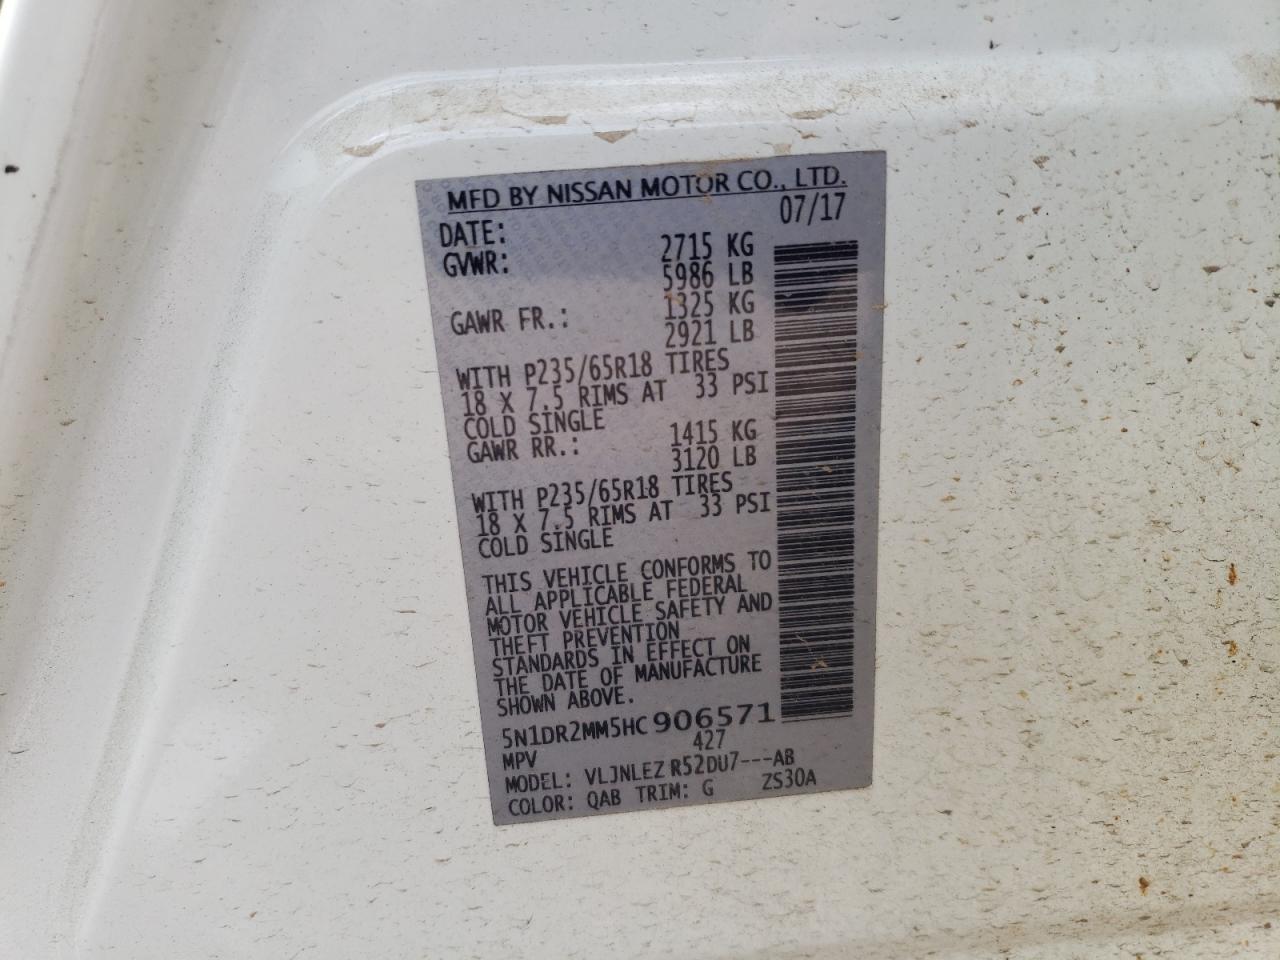 MFD BY NISSAN MOTOR CO., LTD.
DATE: 07/17
GVWR: 2715 KG
5986 LB
GAWR FR.: 1325 KG
2921 LB
WITH P235/65R18 TIRES
18 X 7.5 RIMS AT 33 PSI
COLD SINGLE
GAWR RR.: 1415 KG
3120 LB
WITH P235/65R18 TIRES
18 X 7.5 RIMS AT 33 PSI
COLD SINGLE
THIS VEHICLE CONFORMS TO
ALL APPLICABLE FEDERAL
MOTOR VEHICLE SAFETY AND
THEFT PREVENTION
STANDARDS IN EFFECT ON
THE DATE OF MANUFACTURE
SHOWN ABOVE.
5N1DR2MM5HC906571
MPV 427
MODEL: VLJNLEZ R52DU7---AB
COLOR: QAB TRIM: G ZS30A